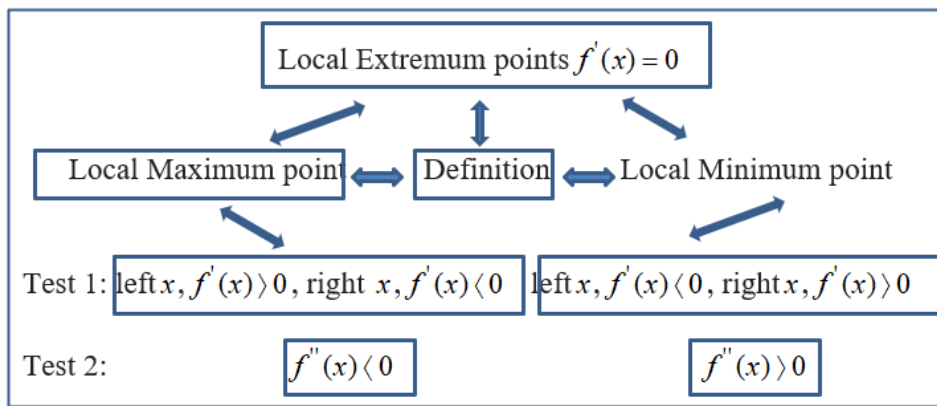 Local Extremum points f'(x) = 0
Local Maximum point Definition Local Minimum point
Test 1: left x, f'(x)⟩0, right x, f'(x)⟨0 left x, f'(x)⟨0, right x, f'(x)⟩0
Test 2: f''(x)⟨0 f''(x)⟩0